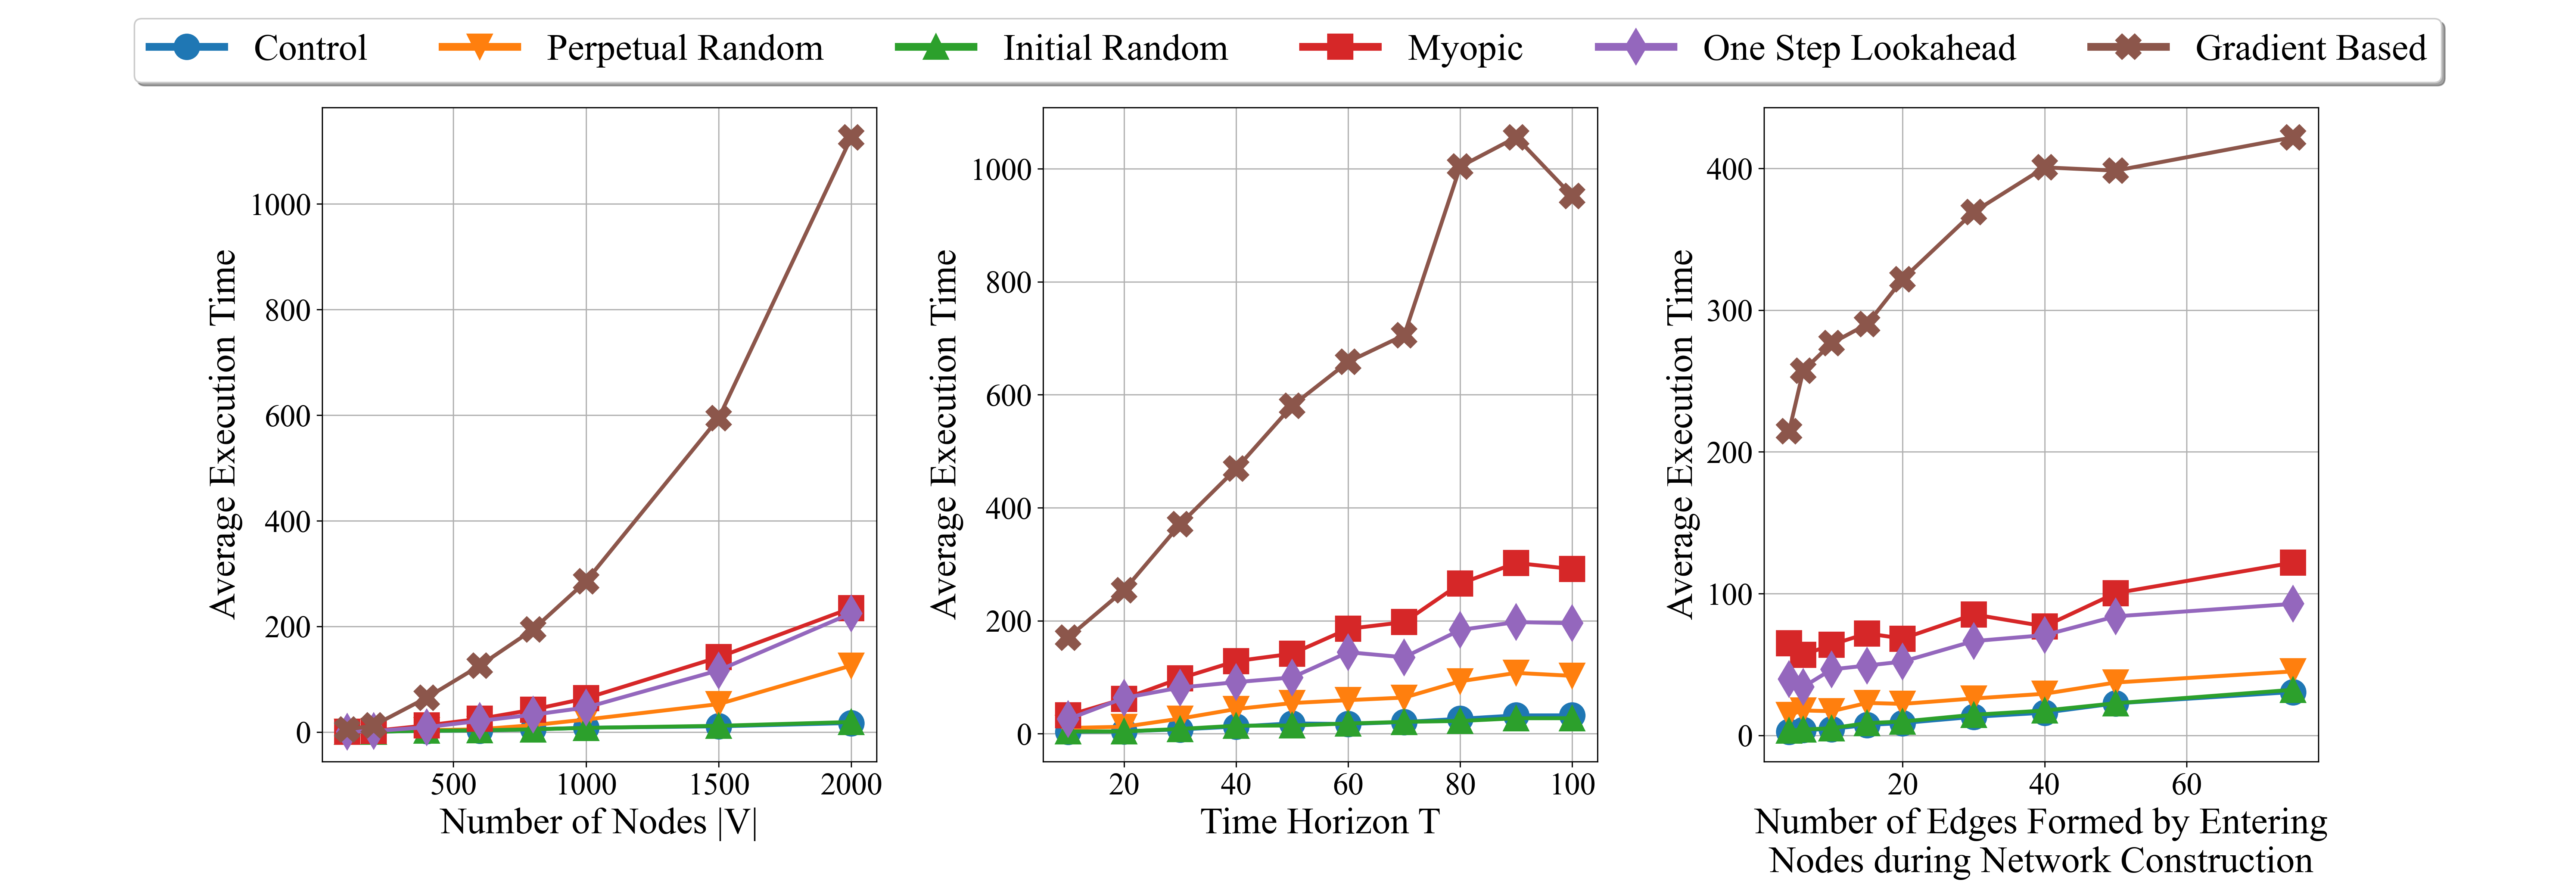 Control Perpetual Random Initial Random Myopic One Step Lookahead Gradient Based
Average Execution Time
1000
800
600
400
200
0
500 1000 1500 2000
Number of Nodes |V|
Average Execution Time
1000
800
600
400
200
0
20 40 60 80 100
Time Horizon T
Average Execution Time
400
300
200
100
0
20 40 60
Number of Edges Formed by Entering
Nodes during Network Construction